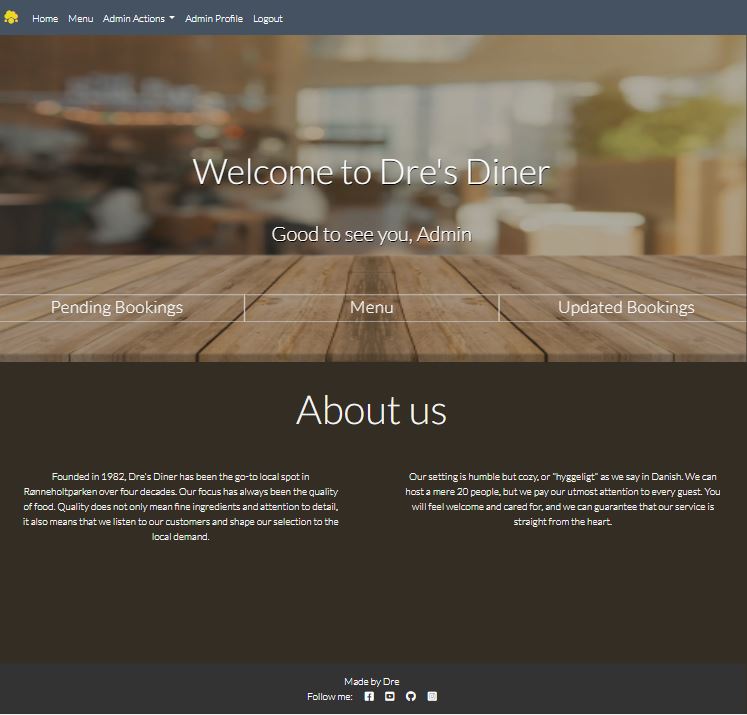 Home Menu Admin Actions Admin Profile Logout
Welcome to Dre's Diner
Good to see you, Admin
Pending Bookings Menu Updated Bookings
About us
Founded in 1982, Dre's Diner has been the go-to local spot in
Rønneholtparken over four decades. Our focus has always been the quality
of food. Quality does not only mean fine ingredients and attention to detail,
it also means that we listen to our customers and shape our selection to the
local demand.
Our setting is humble but cozy, or "hyggeligt" as we say in Danish. We can
host a mere 20 people, but we pay our utmost attention to every guest. You
will feel welcome and cared for, and we can guarantee that our service is
straight from the heart.
Made by Dre
Follow me: